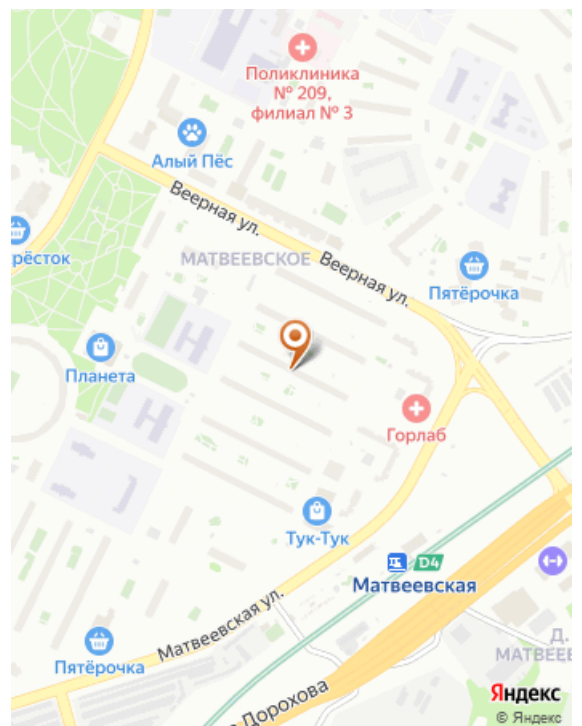 Поликлиника
№ 209,
филиал № 3
Алый Пёс
Веерная ул.
рёсток
МАТВЕЕВСКОЕ
Веерная ул.
Пятёрочка
Планета
Горлаб
Тук-Тук
D4
Матвеевская
Матвеевская ул.
Д.
МАТВЕЕ
Пятёрочка
Дорохова
Яндекс
© Яндекс